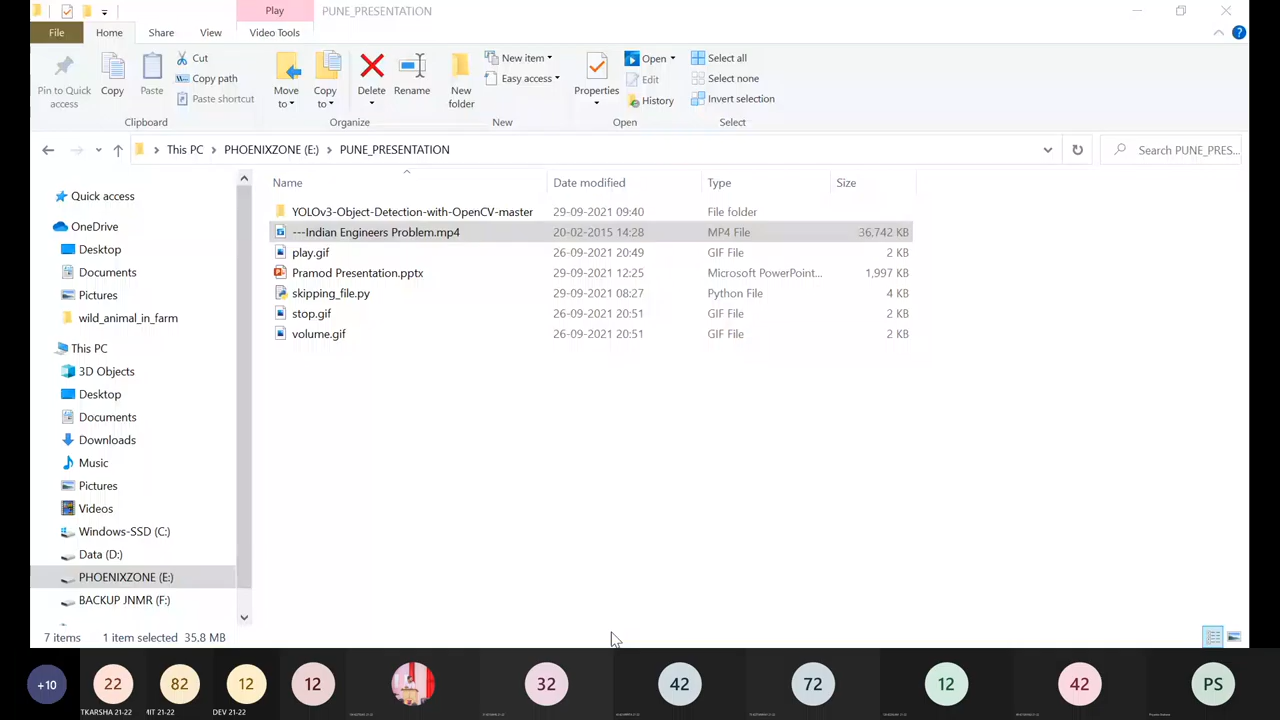 Play
PUNE_PRESENTATION
File
Home
Share
View
Video Tools
Pin to Quick access
Copy
Paste
Cut
Copy path
Paste shortcut
Clipboard
Move to
Copy to
Delete
Rename
Organize
New folder
New item
Easy access
New
Properties
Open
Edit
History
Open
Select all
Select none
Invert selection
Select
This PC > PHOENIXZONE (E:) > PUNE_PRESENTATION
Search PUNE_PRES...
Quick access
OneDrive
Desktop
Documents
Pictures
wild_animal_in_farm
This PC
3D Objects
Desktop
Documents
Downloads
Music
Pictures
Videos
Windows-SSD (C:)
Data (D:)
PHOENIXZONE (E:)
BACKUP JNMR (F:)
Name Date modified Type Size
YOLOv3-Object-Detection-with-OpenCV-master 29-09-2021 09:40 File folder
---Indian Engineers Problem.mp4 20-02-2015 14:28 MP4 File 36,742 KB
play.gif 26-09-2021 20:49 GIF File 2 KB
Pramod Presentation.pptx 29-09-2021 12:25 Microsoft PowerPoint... 1,997 KB
skipping_file.py 29-09-2021 08:27 Python File 4 KB
stop.gif 26-09-2021 20:51 GIF File 2 KB
volume.gif 26-09-2021 20:51 GIF File 2 KB
7 items 1 item selected 35.8 MB
+10 22 82 12 12 32 42 72 12 42 PS
TKARSHA 21-22 MIT 21-22 DEV 21-22